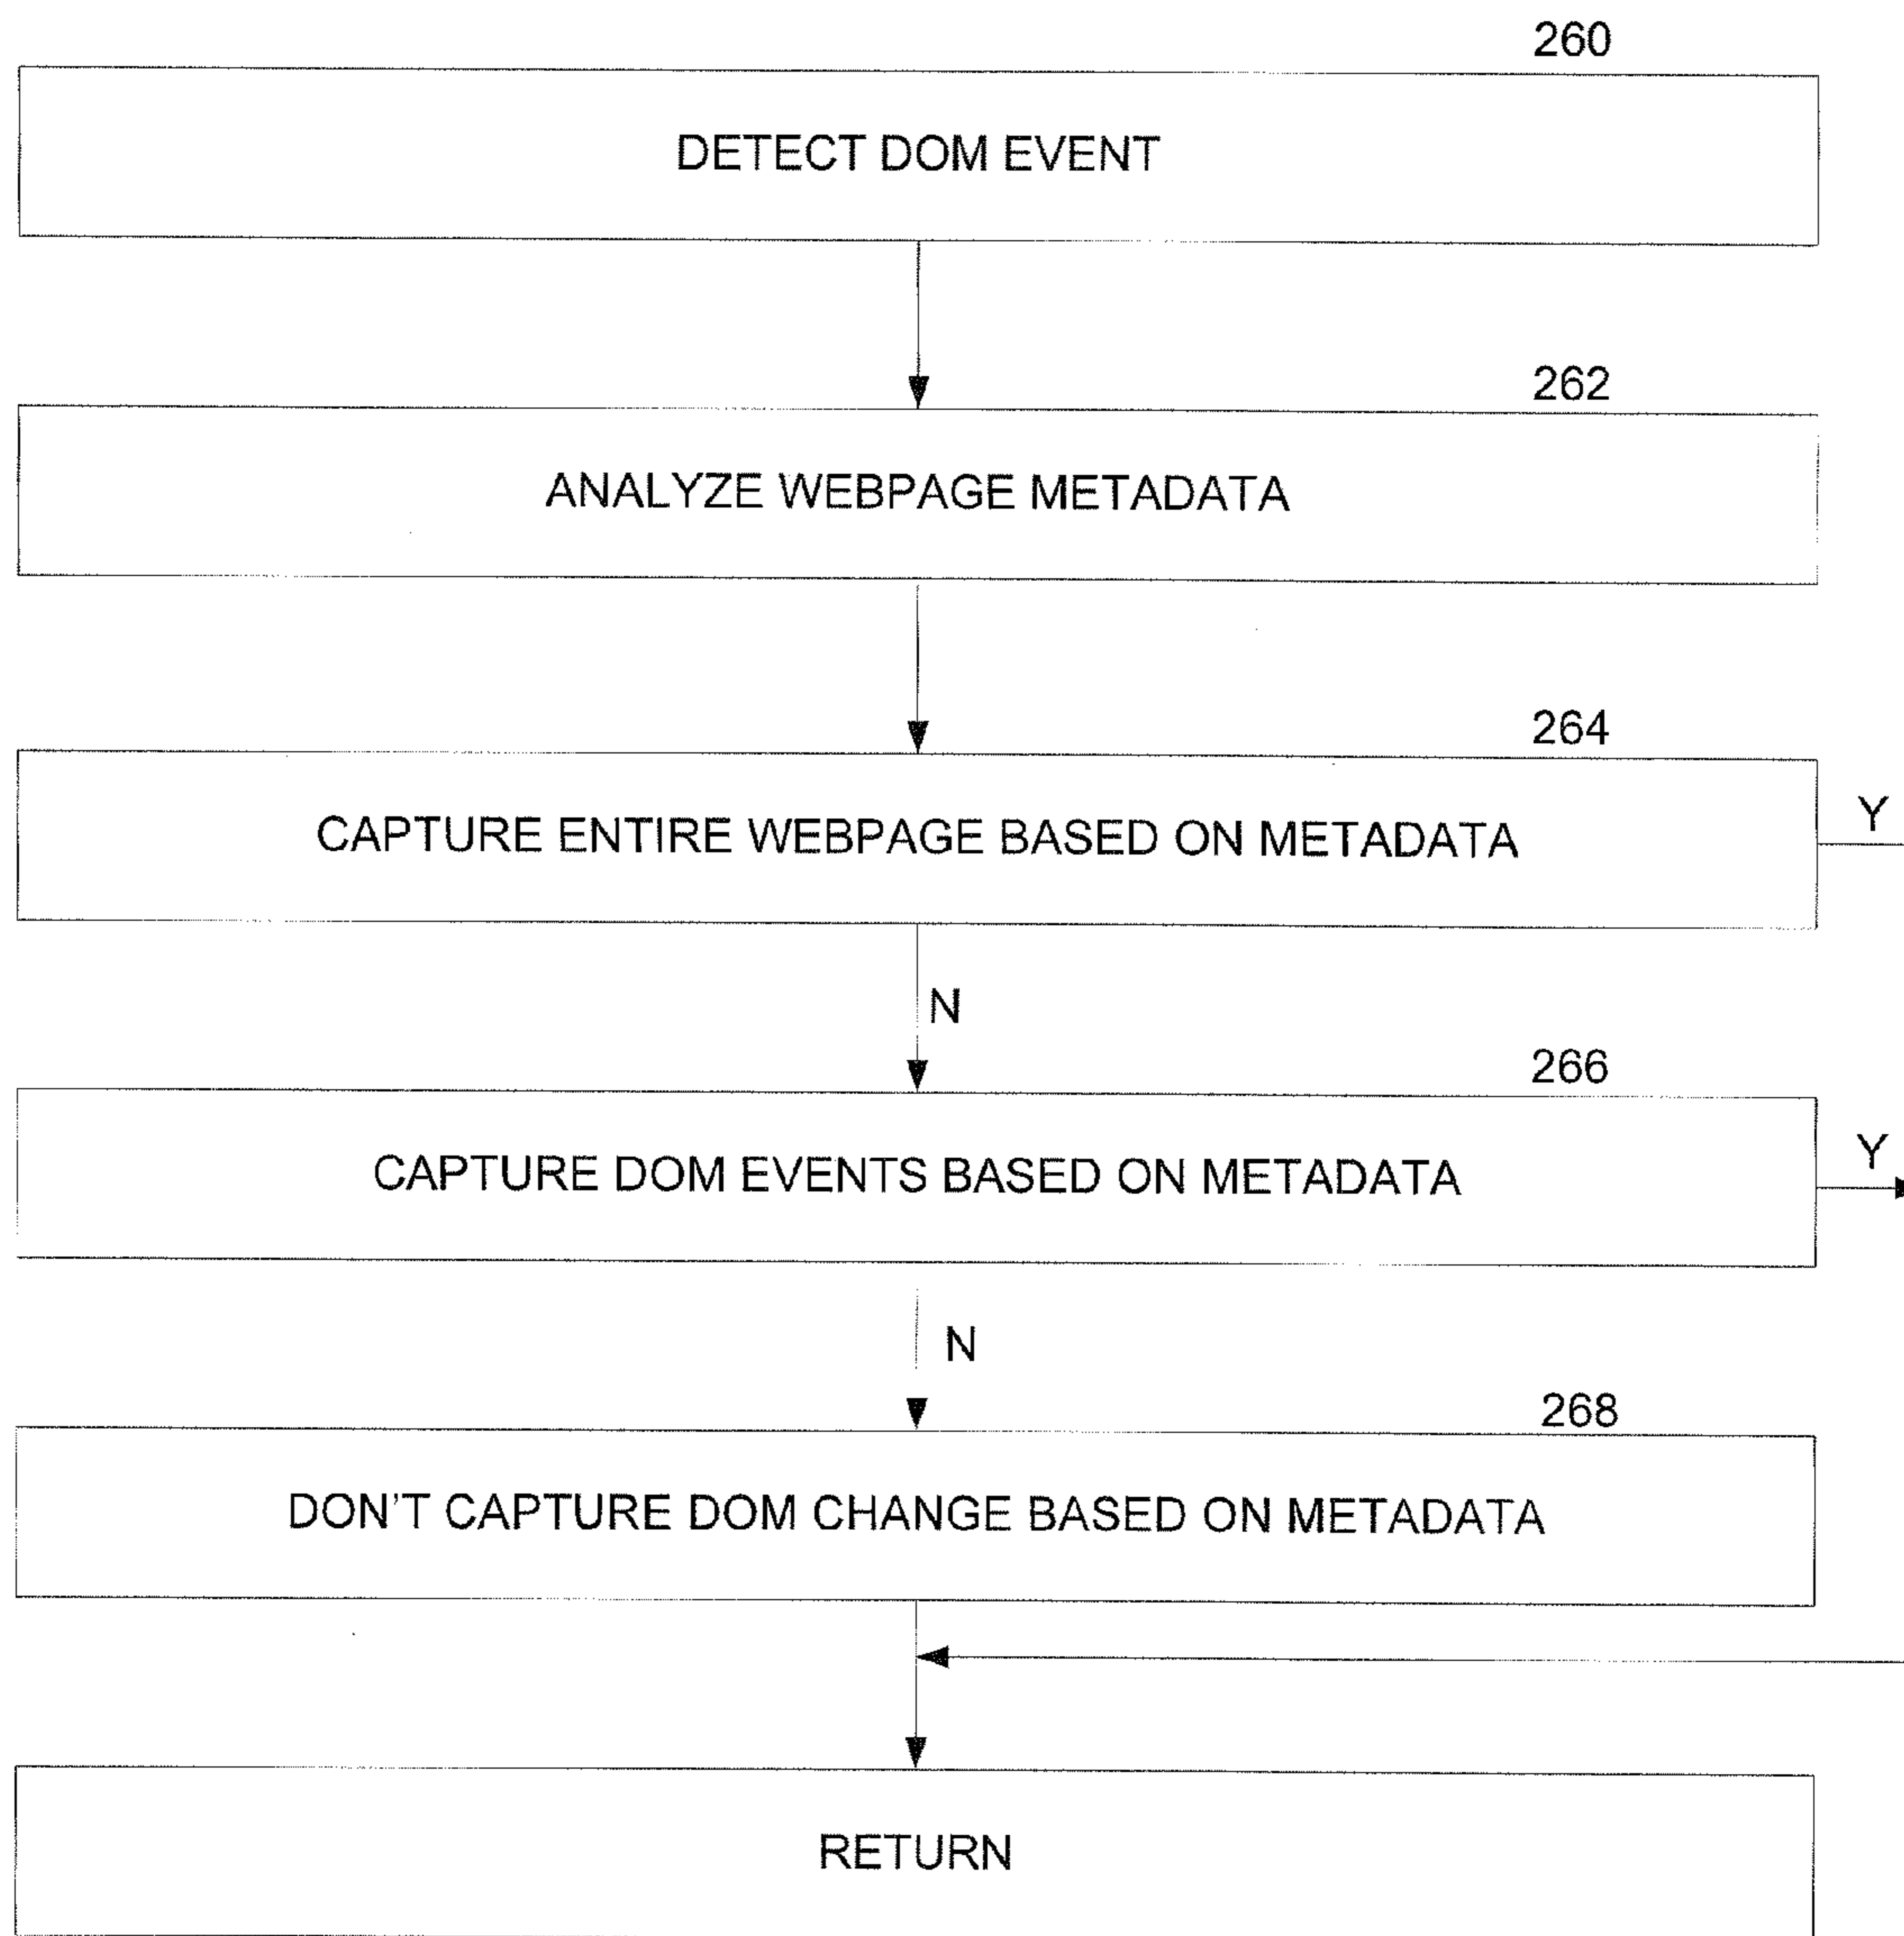 260
DETECT DOM EVENT
262
ANALYZE WEBPAGE METADATA
264
CAPTURE ENTIRE WEBPAGE BASED ON METADATA
Y
N
266
CAPTURE DOM EVENTS BASED ON METADATA
Y
N
268
DON'T CAPTURE DOM CHANGE BASED ON METADATA
RETURN